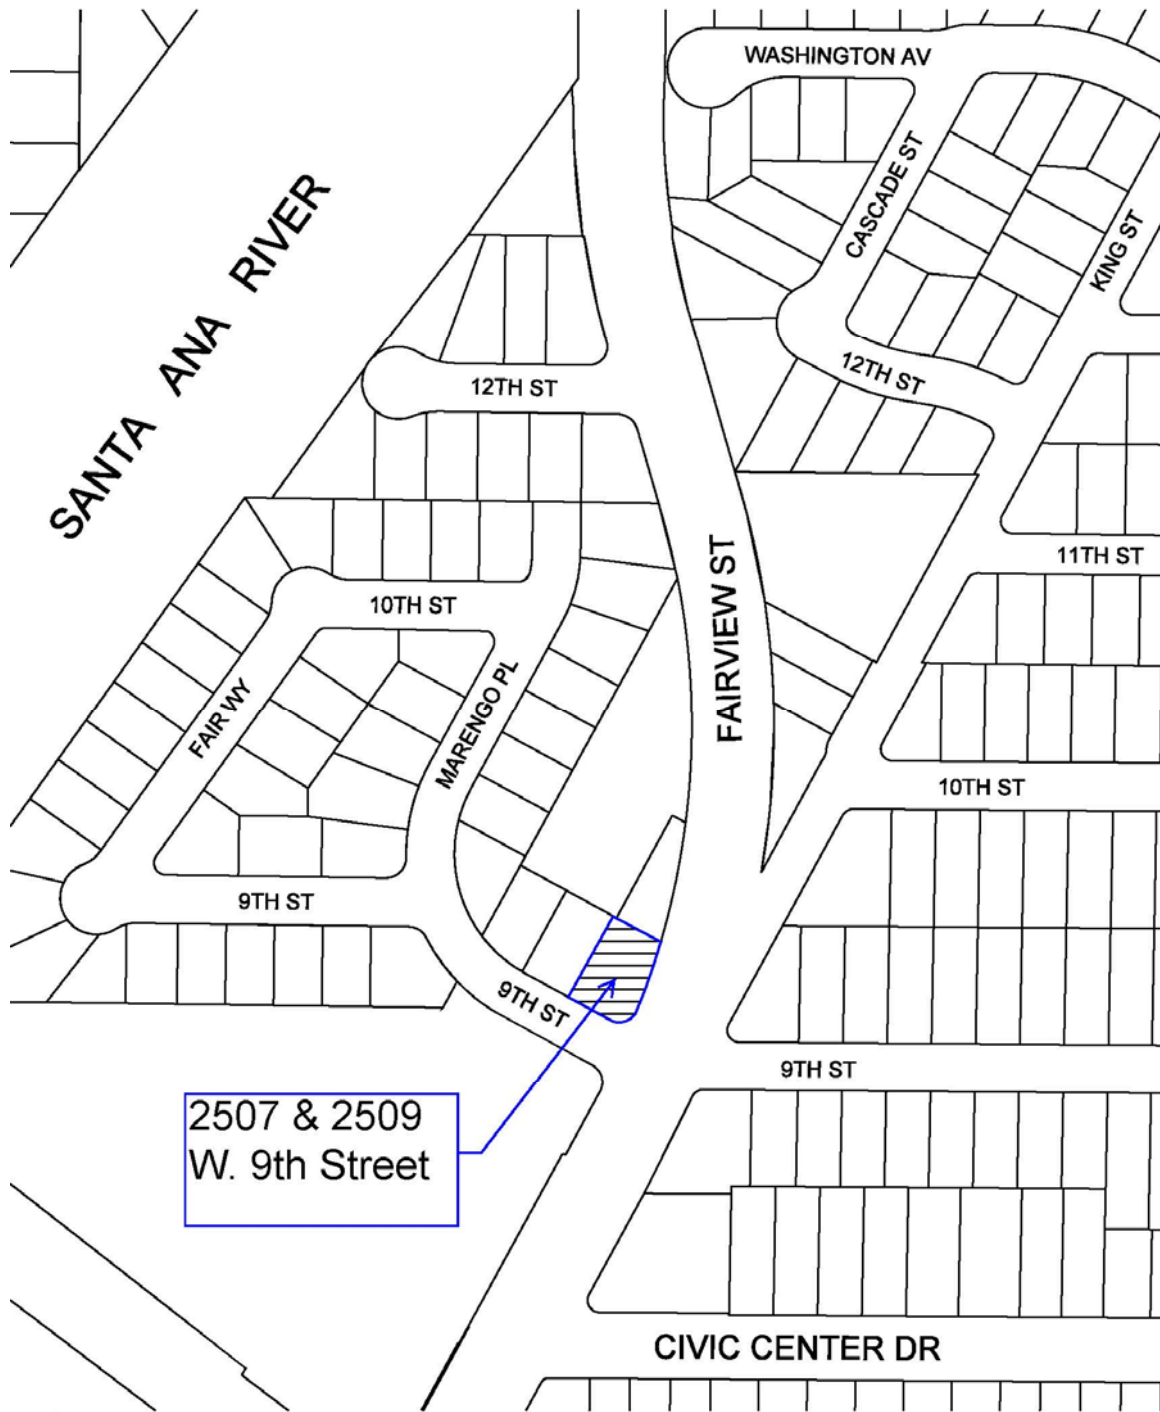 WASHINGTON AV
CASCADE ST
KING ST
SANTA ANA RIVER
12TH ST
12TH ST
11TH ST
10TH ST
FAIRVIEW ST
FAIR WY
MARENGO PL
10TH ST
9TH ST
9TH ST
9TH ST
2507 & 2509
W. 9th Street
CIVIC CENTER DR